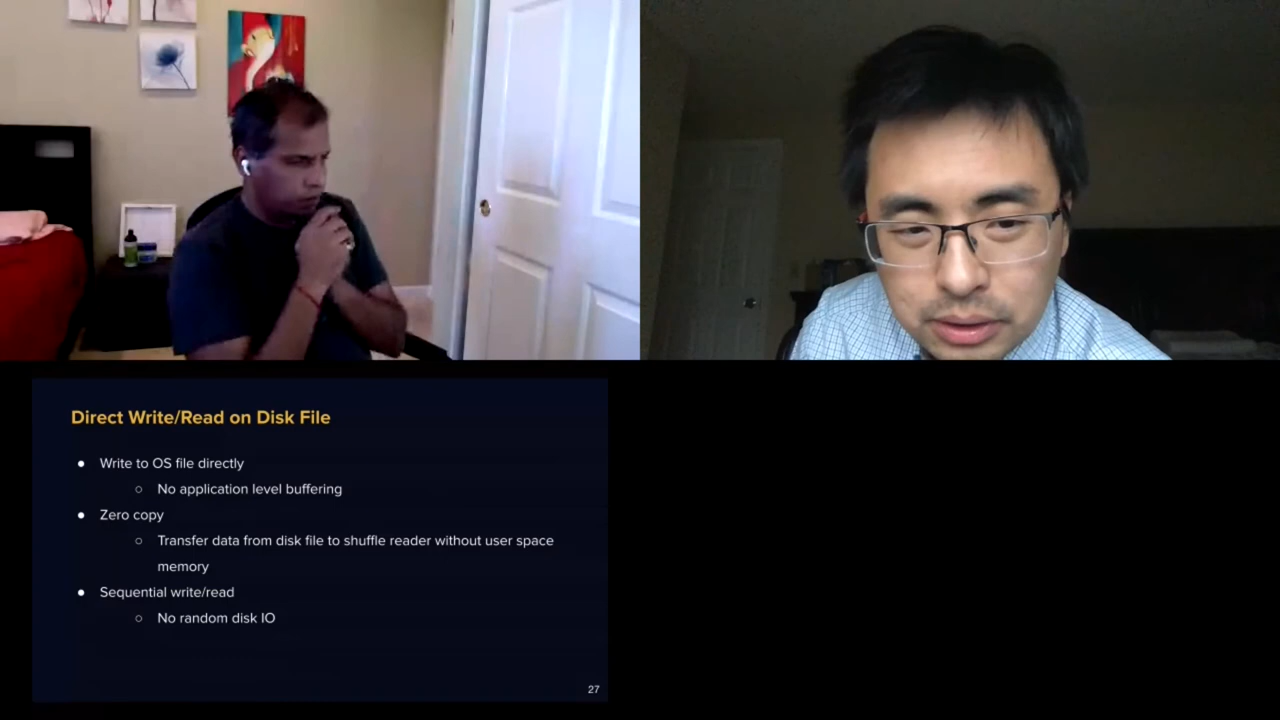 Direct Write/Read on Disk File
● Write to OS file directly
○ No application level buffering
● Zero copy
○ Transfer data from disk file to shuffle reader without user space
memory
● Sequential write/read
○ No random disk IO
27